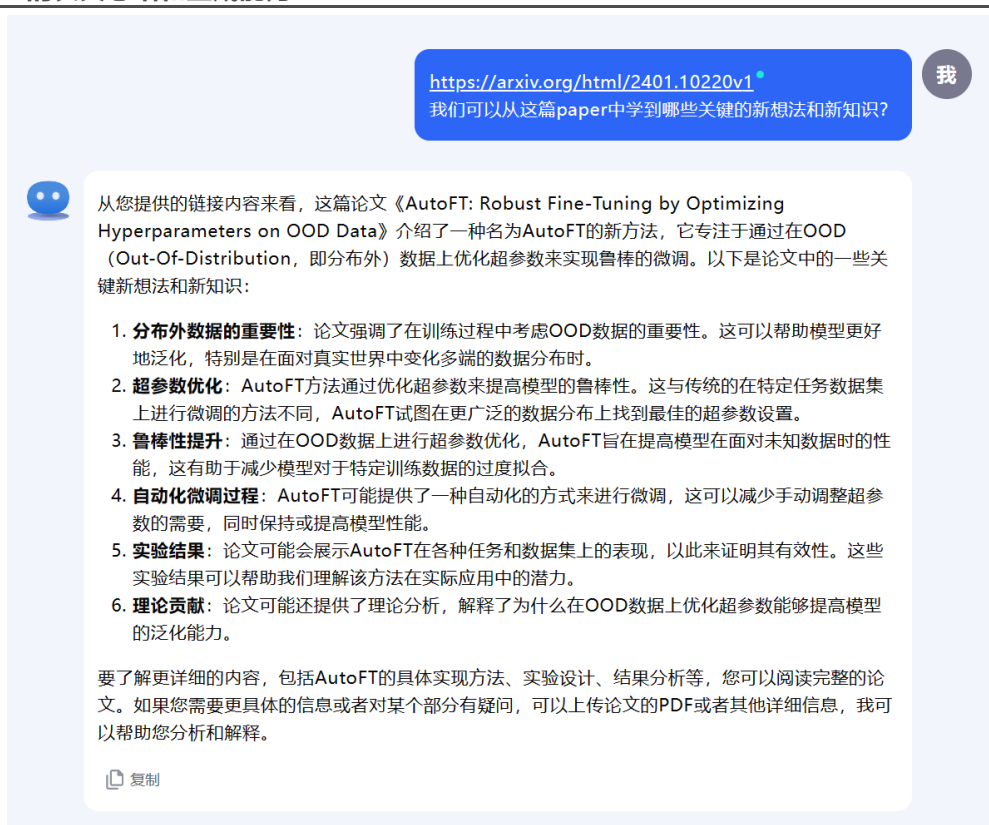 https://arxiv.org/html/2401.10220v1
我们可以从这篇paper中学到哪些关键的新想法和新知识？
我
从您提供的链接内容来看，这篇论文《AutoFT: Robust Fine-Tuning by Optimizing
Hyperparameters on OOD Data》介绍了一种名为AutoFT的新方法，它专注于通过在OOD
（Out-Of-Distribution，即分布外）数据上优化超参数来实现鲁棒的微调。以下是论文中的一些关
键新想法和新知识：
1. 分布外数据的重要性：论文强调了在训练过程中考虑OOD数据的重要性。这可以帮助模型更好
地泛化，特别是在面对真实世界中变化多端的数据分布时。
2. 超参数优化：AutoFT方法通过优化超参数来提高模型的鲁棒性。这与传统的在特定任务数据集
上进行微调的方法不同，AutoFT试图在更广泛的数据分布上找到最佳的超参数设置。
3. 鲁棒性提升：通过在OOD数据上进行超参数优化，AutoFT旨在提高模型在面对未知数据时的性
能，这有助于减少模型对于特定训练数据的过度拟合。
4. 自动化微调过程：AutoFT可能提供了一种自动化的方式来进行微调，这可以减少手动调整超参
数的需要，同时保持或提高模型性能。
5. 实验结果：论文可能会展示AutoFT在各种任务和数据集上的表现，以此来证明其有效性。这些
实验结果可以帮助我们理解该方法在实际应用中的潜力。
6. 理论贡献：论文可能还提供了理论分析，解释了为什么在OOD数据上优化超参数能够提高模型
的泛化能力。
要了解更详细的内容，包括AutoFT的具体实现方法、实验设计、结果分析等，您可以阅读完整的论
文。如果您需要更具体的信息或者对某个部分有疑问，可以上传论文的PDF或者其他详细信息，我可
以帮助您分析和解释。
复制